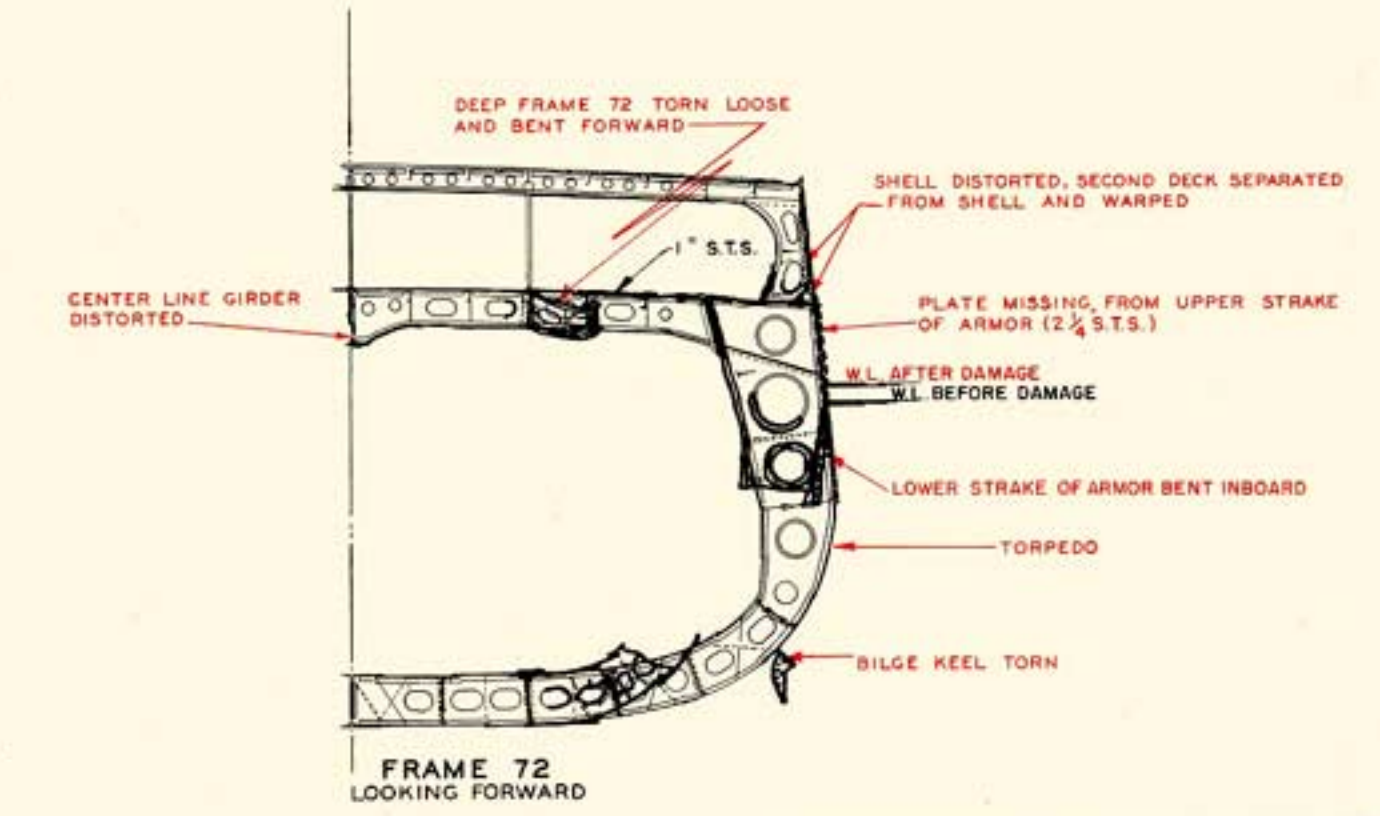 DEEP FRAME 72 TORN LOOSE
AND BENT FORWARD
SHELL DISTORTED, SECOND DECK SEPARATED
FROM SHELL AND WARPED
1" S.T.S.
CENTER LINE GIRDER
DISTORTED
PLATE MISSING, FROM UPPER STRAKE
OF ARMOR (2 1/4 S.T.S.)
W.L. AFTER DAMAGE
W.L. BEFORE DAMAGE
LOWER STRAKE OF ARMOR BENT INBOARD
TORPEDO
BILGE KEEL TORN
FRAME 72
LOOKING FORWARD